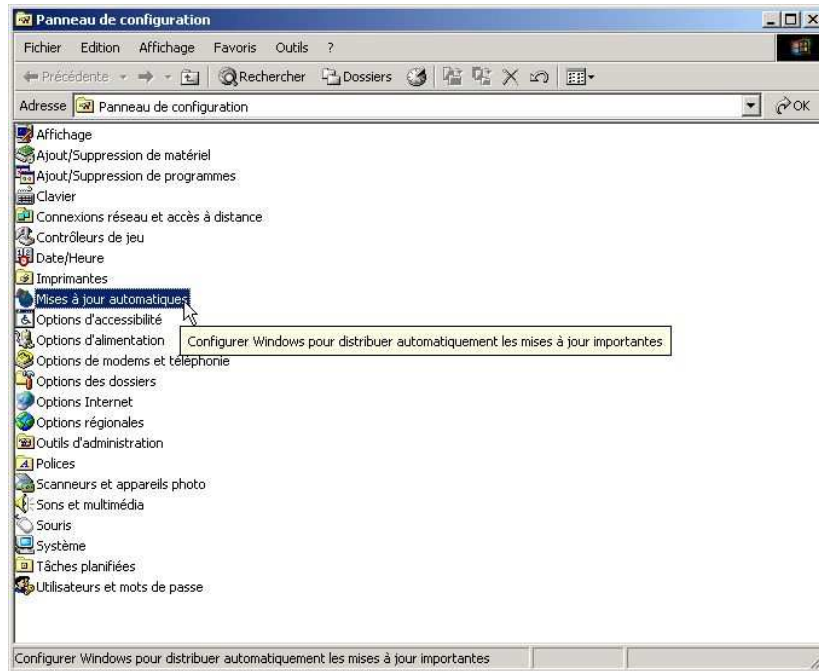 Panneau de configuration
Fichier Edition Affichage Favoris Outils ?
Précédente Rechercher Dossiers
Adresse Panneau de configuration OK
Affichage
Ajout/Suppression de matériel
Ajout/Suppression de programmes
Clavier
Connexions réseau et accès à distance
Contrôleurs de jeu
Date/Heure
Imprimantes
Mises à jour automatiques
Options d'accessibilité
Options d'alimentation
Configurer Windows pour distribuer automatiquement les mises à jour importantes
Options de modems et téléphonie
Options des dossiers
Options Internet
Options régionales
Outils d'administration
Polices
Scanneurs et appareils photo
Sons et multimédia
Souris
Système
Tâches planifiées
Utilisateurs et mots de passe
Configurer Windows pour distribuer automatiquement les mises à jour importantes